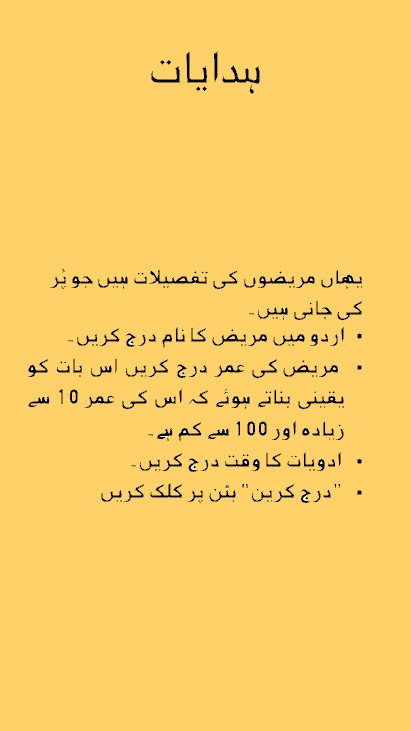 ہدایات
یہاں مریضوں کی تفصیلات ہیں جو پُر
کی جانی ہیں۔
• اردو میں مریض کا نام درج کریں۔
• مریض کی عمر درج کریں اس بات کو
یقینی بناتے ہوئے کہ اس کی عمر 10 سے
زیادہ اور 100 سے کم ہے۔
• ادویات کا وقت درج کریں۔
• "درج کرین" بٹن پر کلک کریں